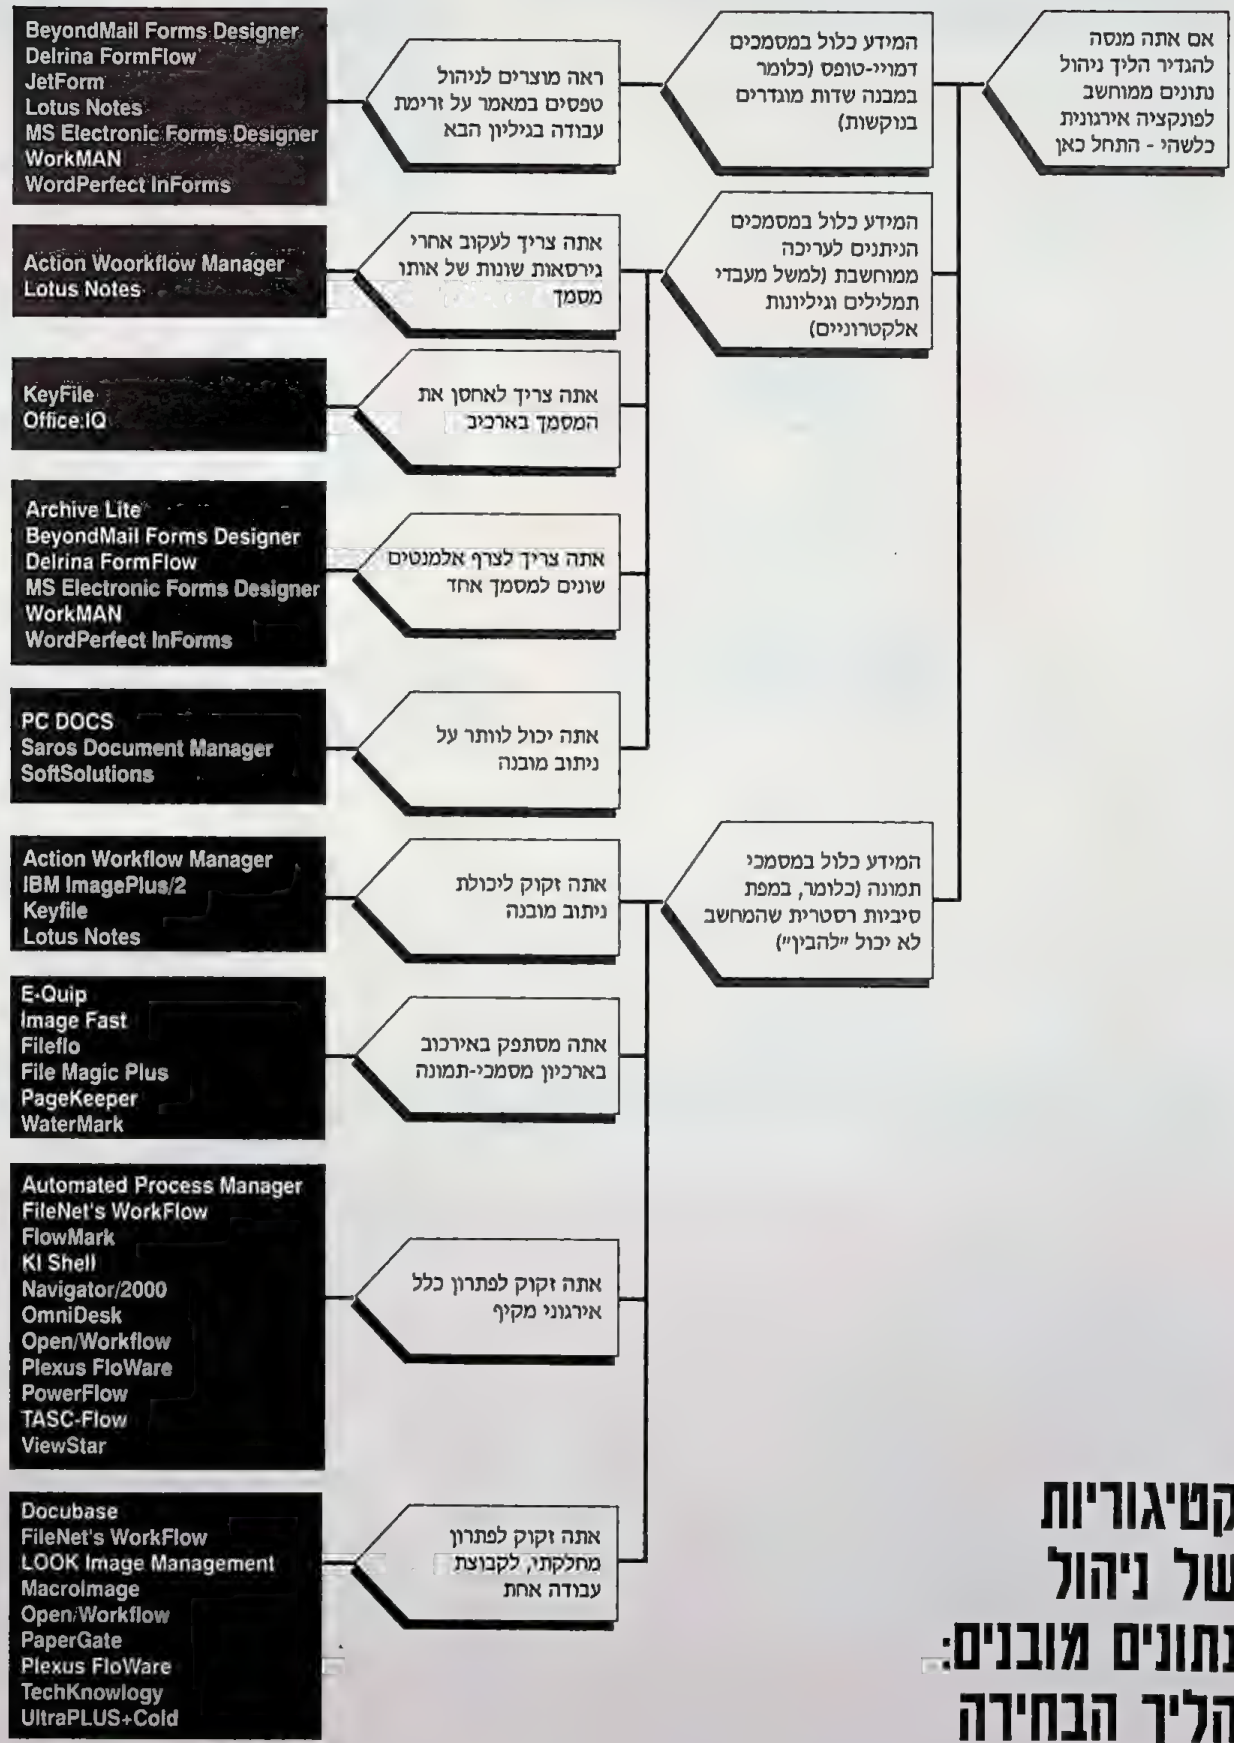 אם אתה מנסה
להגדיר הליך ניהול
נתונים ממוחשב
לפונקציה אירגונית
כלשהי - התחל כאן
המידע כלול במסמכים
דמויי-טופס (כלומר
במבנה שדות מוגדרים
בנוקשות)
ראה מוצרים לניהול
טפסים במאמר על זרימת
עבודה בגיליון הבא
BeyondMail Forms Designer
Delrina FormFlow
JetForm
Lotus Notes
MS Electronic Forms Designer
WorkMAN
WordPerfect InForms
המידע כלול במסמכים
הניתנים לעריכה
ממוחשבת (למשל מעבדי
תמלילים וגיליונות
אלקטרוניים)
אתה צריך לעקוב אחרי
גירסאות שונות של אותו
מסמך
Action Woorkflow Manager
Lotus Notes
אתה צריך לאחסן את
המסמך בארכיב
KeyFile
Office.IQ
אתה צריך לצרף אלמנטים
שונים למסמך אחד
Archive Lite
BeyondMail Forms Designer
Delrina FormFlow
MS Electronic Forms Designer
WorkMAN
WordPerfect InForms
אתה יכול לוותר על
ניתוב מובנה
PC DOCS
Saros Document Manager
SoftSolutions
המידע כלול במסמכי
תמונה (כלומר, במפת
סיביות רסטרית שהמחשב
לא יכול "להבין")
אתה זקוק ליכולת
ניתוב מובנה
Action Workflow Manager
IBM ImagePlus/2
Keyfile
Lotus Notes
אתה מסתפק באירכוב
בארכיון מסמכי-תמונה
E-Quip
Image Fast
Fileflo
File Magic Plus
PageKeeper
WaterMark
אתה זקוק לפתרון כלל
אירגוני מקיף
Automated Process Manager
FileNet's WorkFlow
FlowMark
KI Shell
Navigator/2000
OmniDesk
Open/Workflow
Plexus FloWare
PowerFlow
TASC-Flow
ViewStar
אתה זקוק לפתרון
מחלקתי, לקבוצת
עבודה אחת
Docubase
FileNet's WorkFlow
LOOK Image Management
MacroImage
Open/Workflow
PaperGate
Plexus FloWare
TechKnowlogy
UltraPLUS+Cold
קטיגוריות
של ניהול
נתונים מובנים:
הליך הבחירה